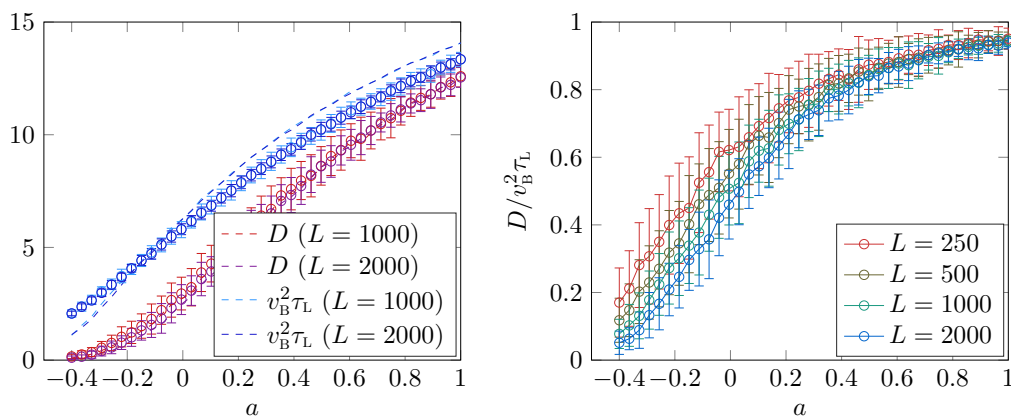 15
10
5
0
−0.4 −0.2 0 0.2 0.4 0.6 0.8 1
a
D (L = 1000)
D (L = 2000)
v_B^2 τ_L (L = 1000)
v_B^2 τ_L (L = 2000)
D/v_B^2 τ_L
1
0.8
0.6
0.4
0.2
0
−0.4 −0.2 0 0.2 0.4 0.6 0.8 1
a
L = 250
L = 500
L = 1000
L = 2000